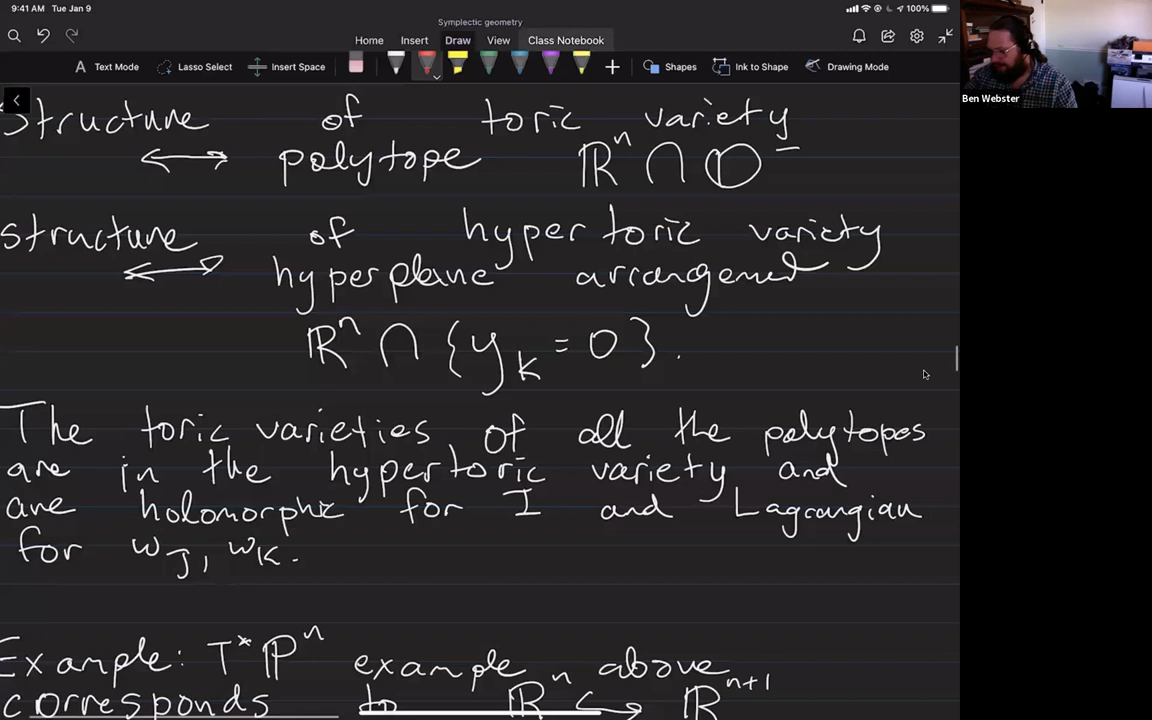 9:41 AM Tue Jan 9
100%
Symplectic geometry
Home Insert Draw View Class Notebook
Text Mode Lasso Select Insert Space Shapes Ink to Shape Drawing Mode
Ben Webster
Structure of toric variety
↔ polytope ℝⁿ ∩ 𝕆
structure of hypertoric variety
↔ hyperplane arrangement
ℝⁿ ∩ {y_k = 0}.
The toric varieties of all the polytopes
are in the hypertoric variety and
are holomorphic for I and Lagrangian
for ω_J, ω_K.
Example: T*ℙⁿ example above
corresponds to ℝⁿ ↪ ℝⁿ⁺¹